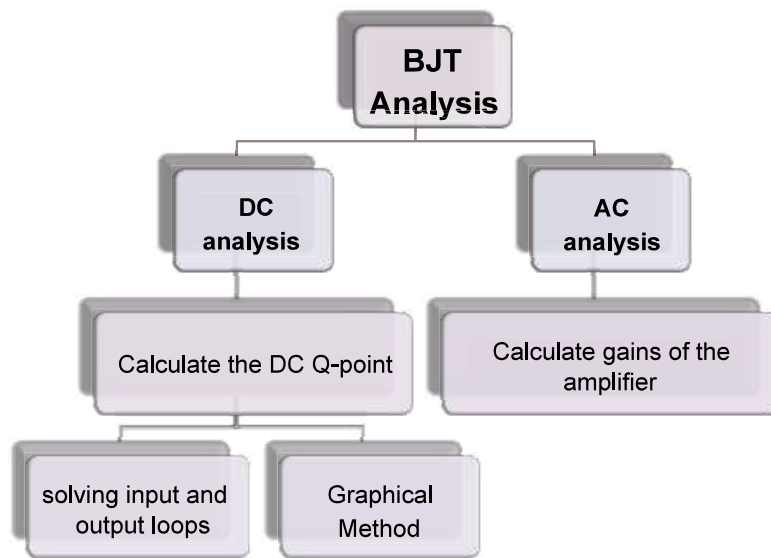 BJT
Analysis
DC
analysis
AC
analysis
Calculate the DC Q-point
Calculate gains of the
amplifier
solving input and
output loops
Graphical
Method